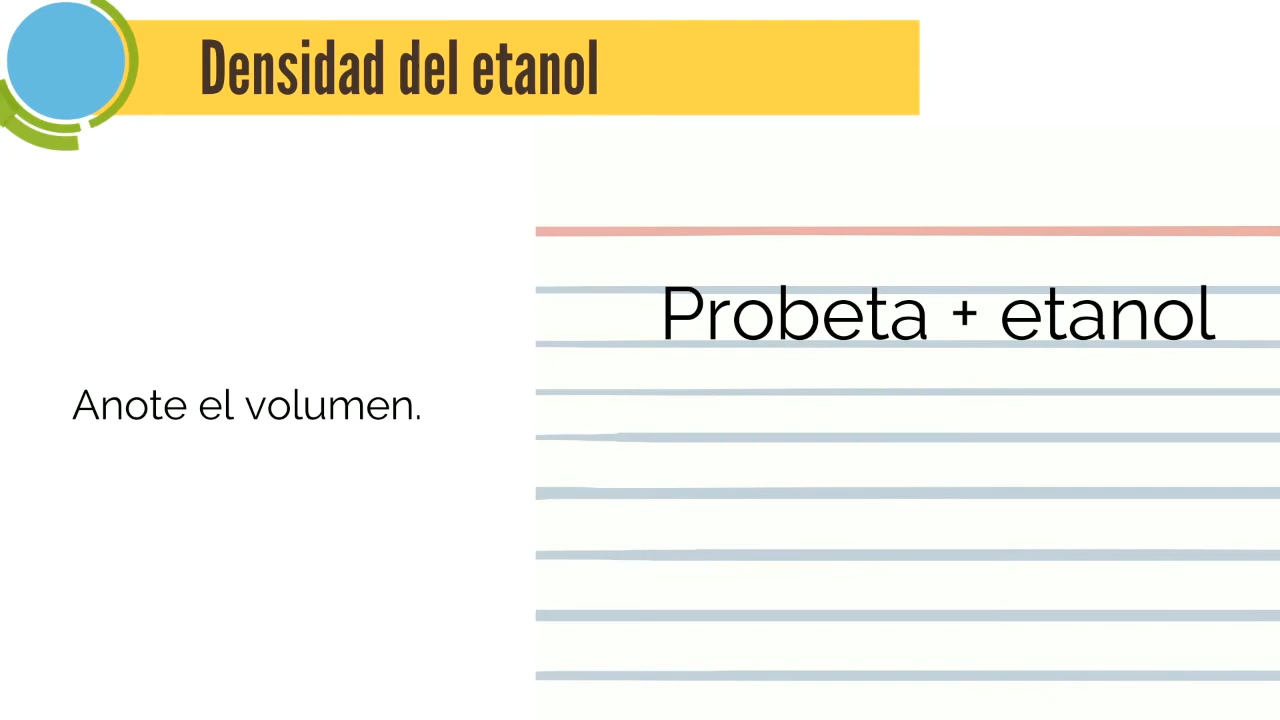 Densidad del etanol
Anote el volumen.
Probeta + etanol